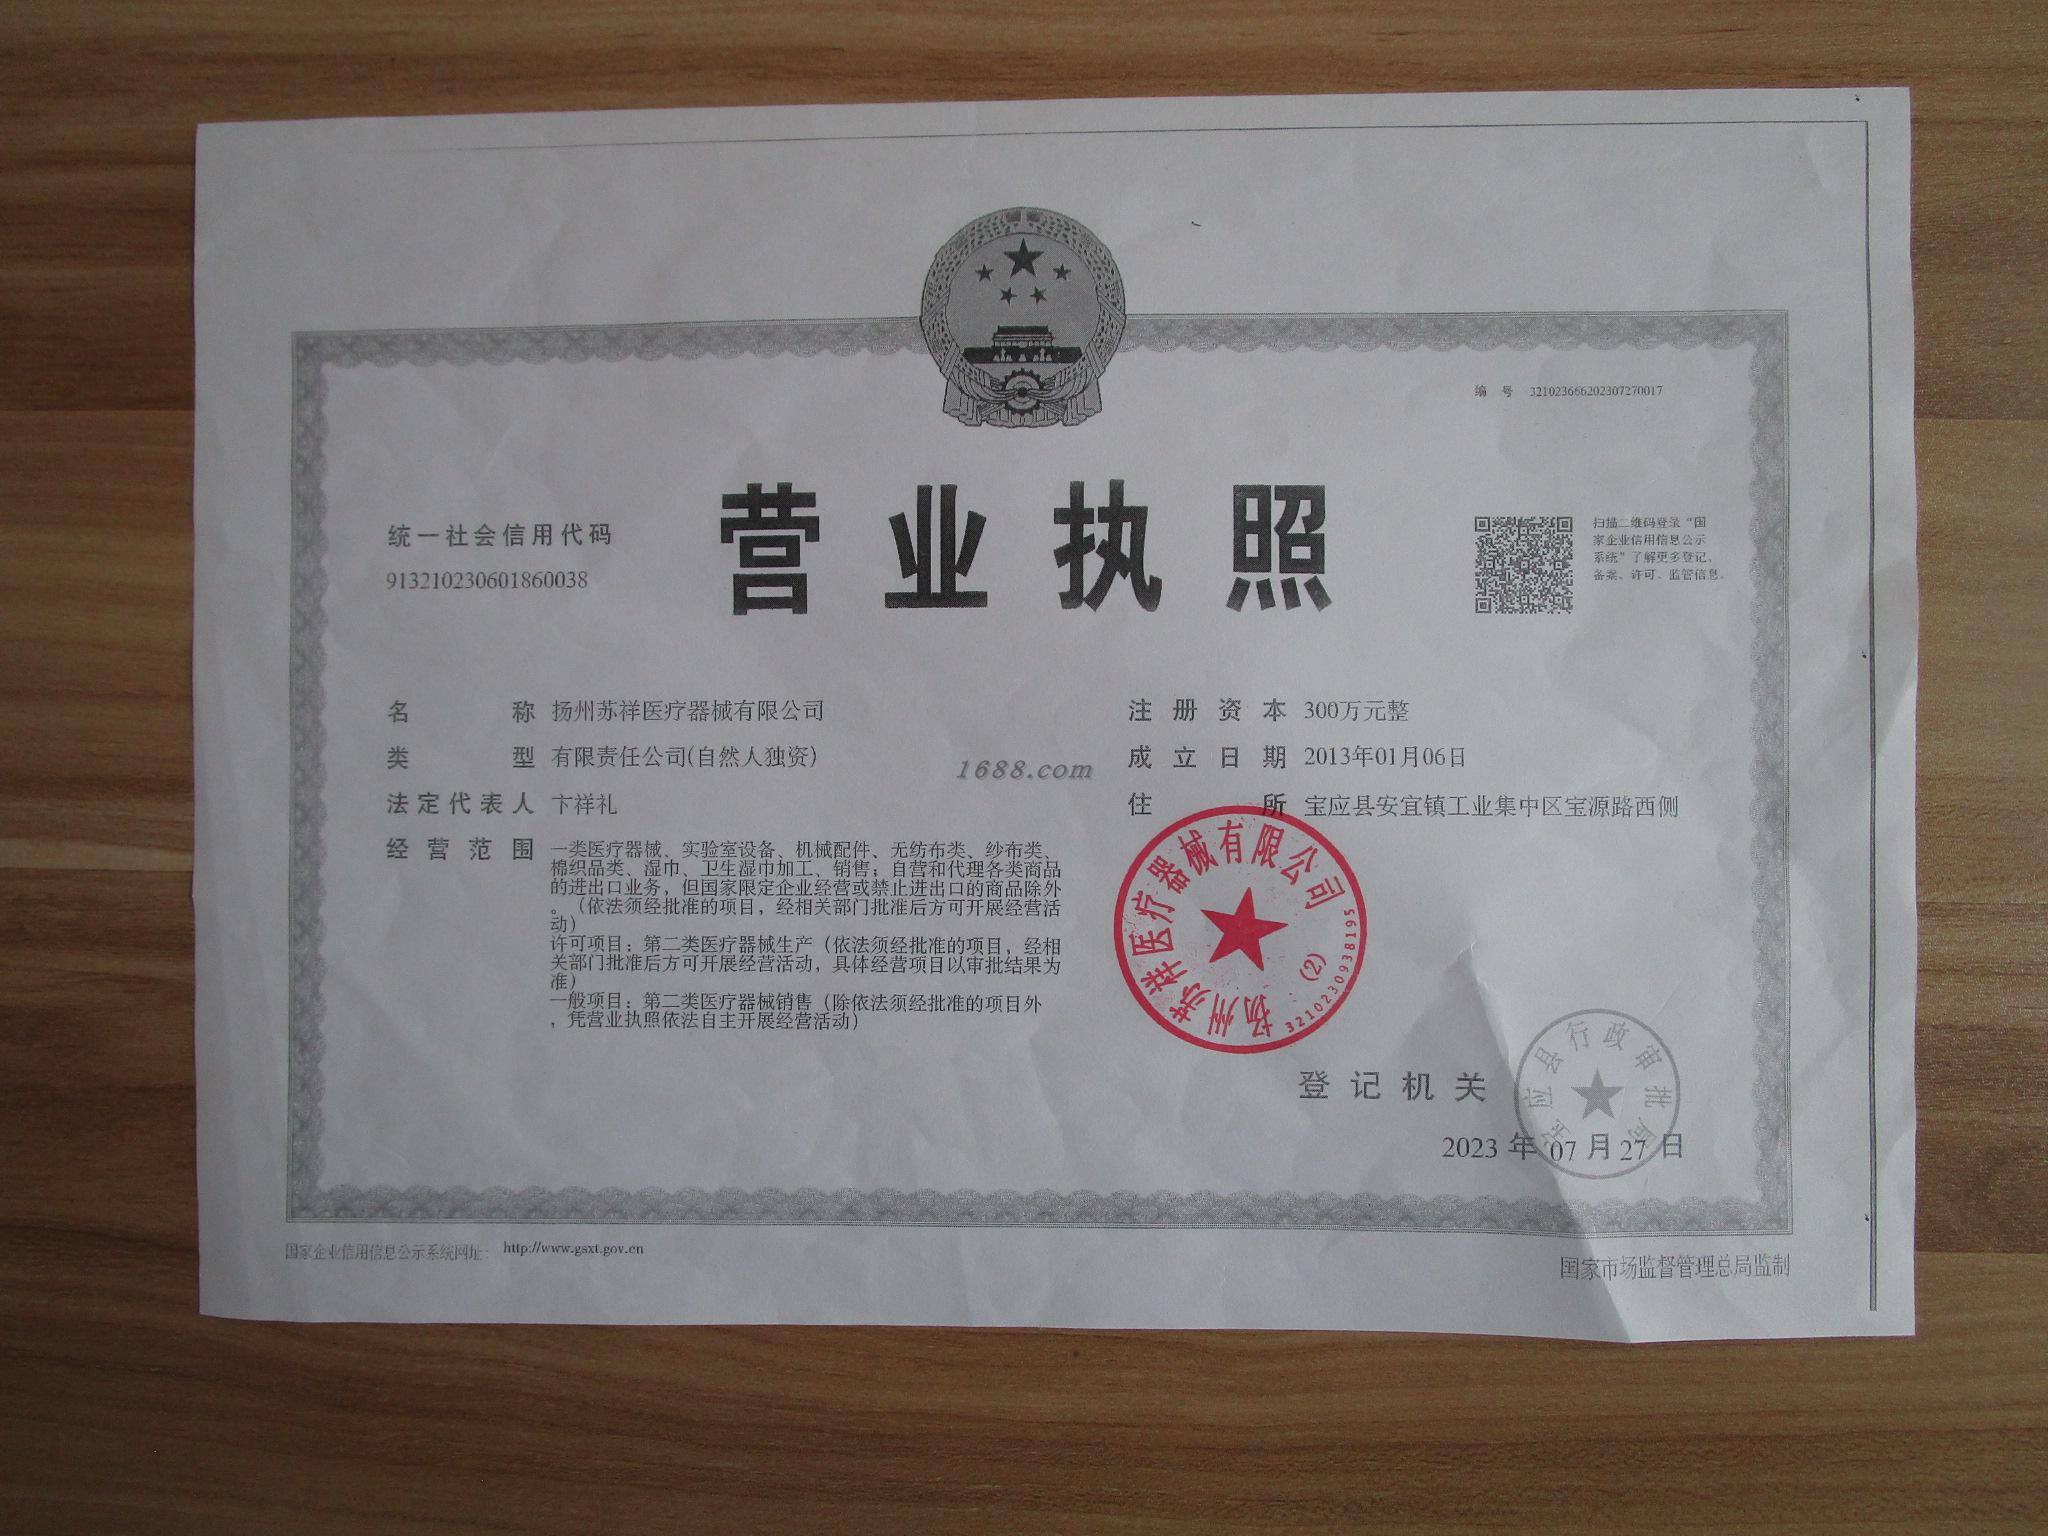 编 号 321023666202307270017
营业执照
统一社会信用代码
913210230601860038
扫描二维码登录“国
家企业信用信息公示
系统”了解更多登记、
备案、许可、监管信息。
名 称 扬州苏祥医疗器械有限公司
类 型 有限责任公司(自然人独资)
法定代表人 卞祥礼
经营范围 一类医疗器械、实验室设备、机械配件、无纺布类、纱布类、
棉织品类、湿巾、卫生湿巾加工、销售；自营和代理各类商品
的进出口业务，但国家限定企业经营或禁止进出口的商品除外
。（依法须经批准的项目，经相关部门批准后方可开展经营活
动）
许可项目：第二类医疗器械生产（依法须经批准的项目，经相
关部门批准后方可开展经营活动，具体经营项目以审批结果为
准）
一般项目：第二类医疗器械销售（除依法须经批准的项目外
，凭营业执照依法自主开展经营活动）
1688.com
注册资本 300万元整
成立日期 2013年01月06日
住 所 宝应县安宜镇工业集中区宝源路西侧
扬州苏祥医疗器械有限公司
(2)
3210230938195
登记机关
宝应县行政审批局
2023 年 07 月 27 日
国家企业信用信息公示系统网址： http://www.gsxt.gov.cn
国家市场监督管理总局监制